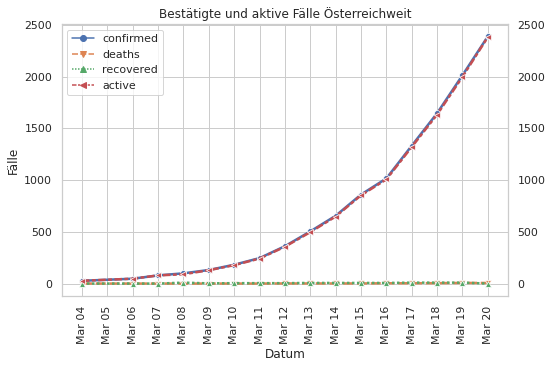 Bestätigte und aktive Fälle Österreichweit
2500
2000
1500
1000
500
0
2500
2000
1500
1000
500
0
confirmed
deaths
recovered
active
Fälle
Mar 04
Mar 05
Mar 06
Mar 07
Mar 08
Mar 09
Mar 10
Mar 11
Mar 12
Mar 13
Mar 14
Mar 15
Mar 16
Mar 17
Mar 18
Mar 19
Mar 20
Datum